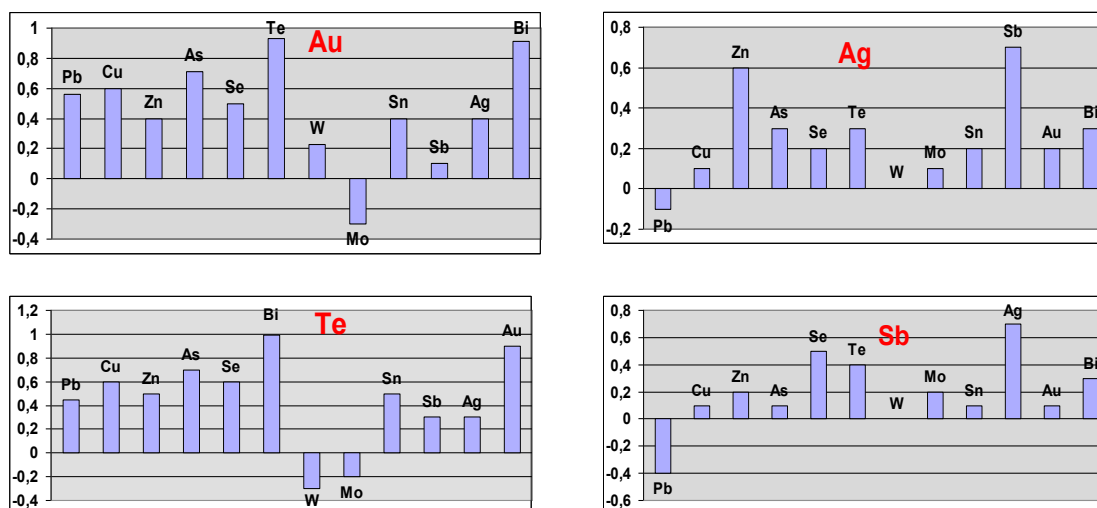 1
0,8
0,6
0,4
0,2
0
-0,2
-0,4
Au
Pb
Cu
Zn
As
Se
Te
W
Mo
Sn
Sb
Ag
Bi
0,8
0,6
0,4
0,2
0
-0,2
Ag
Pb
Cu
Zn
As
Se
Te
W
Mo
Sn
Sb
Au
Bi
1,2
1
0,8
0,6
0,4
0,2
0
-0,2
-0,4
Te
Pb
Cu
Zn
As
Se
Bi
W
Mo
Sn
Sb
Ag
Au
0,8
0,6
0,4
0,2
0
-0,2
-0,4
-0,6
Sb
Pb
Cu
Zn
As
Se
Te
W
Mo
Sn
Ag
Au
Bi